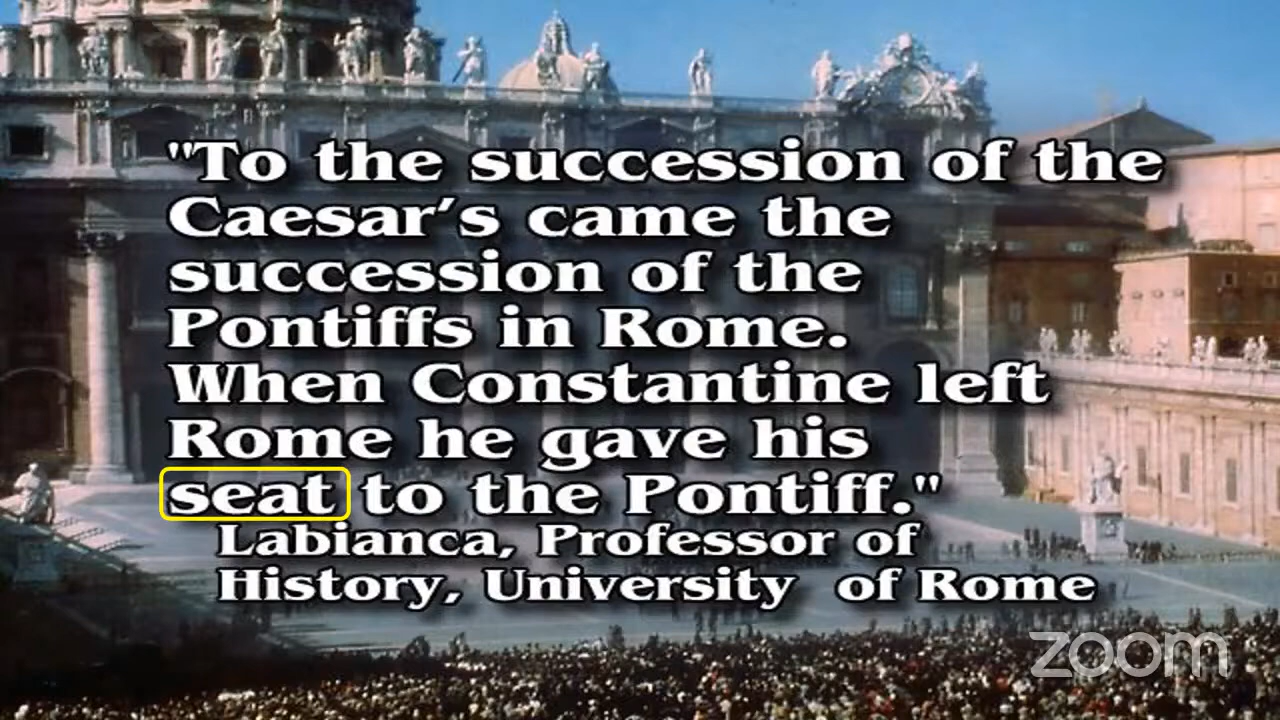 "To the succession of the
Caesar's came the
succession of the
Pontiffs in Rome.
When Constantine left
Rome he gave his
seat to the Pontiff."
Labianca, Professor of
History, University of Rome
zoom